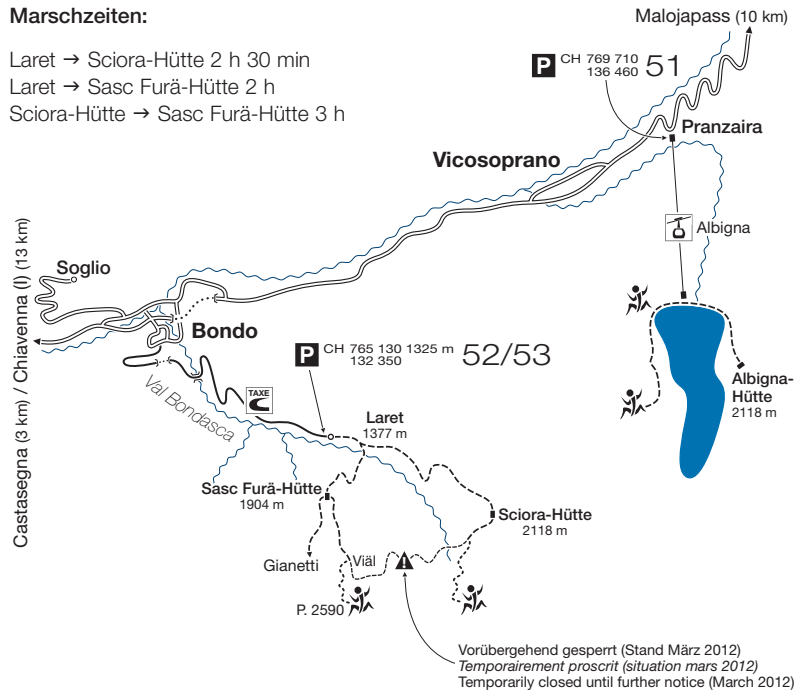 Marschzeiten:
Laret → Sciora-Hütte 2 h 30 min
Laret → Sasc Furä-Hütte 2 h
Sciora-Hütte → Sasc Furä-Hütte 3 h
Malojapass (10 km)
P CH 769 710 51
136 460
Pranzaira
Vicosoprano
Albigna
Castasegna (3 km) / Chiavenna (I) (13 km)
Soglio
Bondo
P CH 765 130 1325 m 52/53
132 350
Val Bondasca
TAXE
Albigna-
Hütte
2118 m
Laret
1377 m
Sasc Furä-Hütte
1904 m
Sciora-Hütte
2118 m
Gianetti
Viäl
P. 2590
Vorübergehend gesperrt (Stand März 2012)
Temporairement proscrit (situation mars 2012)
Temporarily closed until further notice (March 2012)